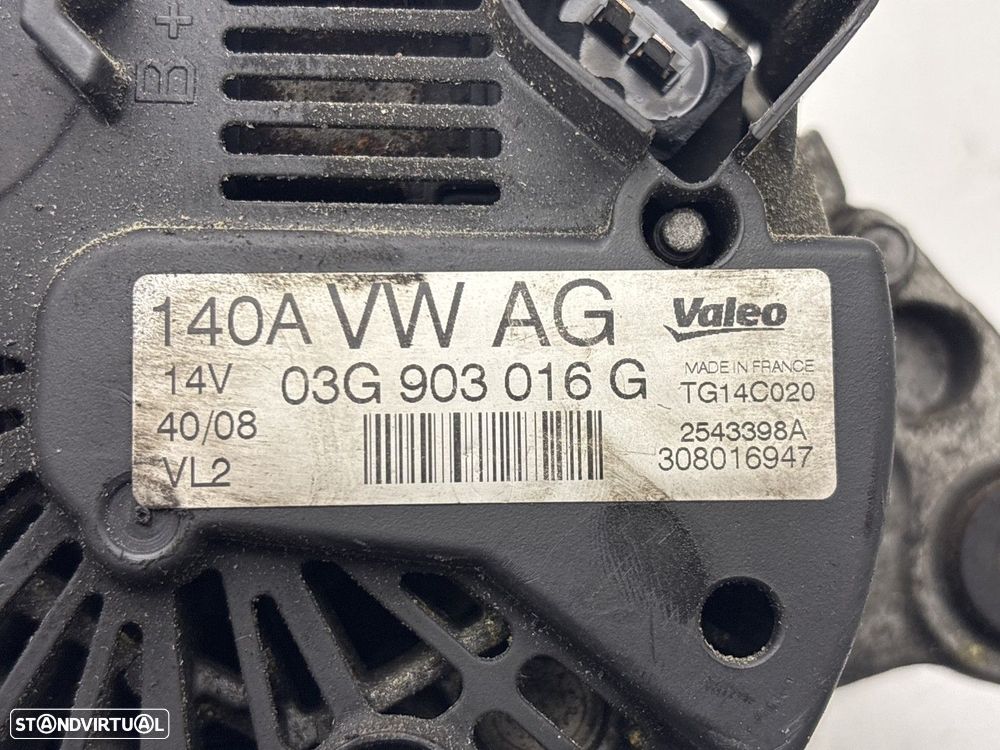 B+
140A VW AG Valeo
14V 03G 903 016 G MADE IN FRANCE
TG14C020
40/08 2543398A
VL2 308016947
STANDVIRTUAL